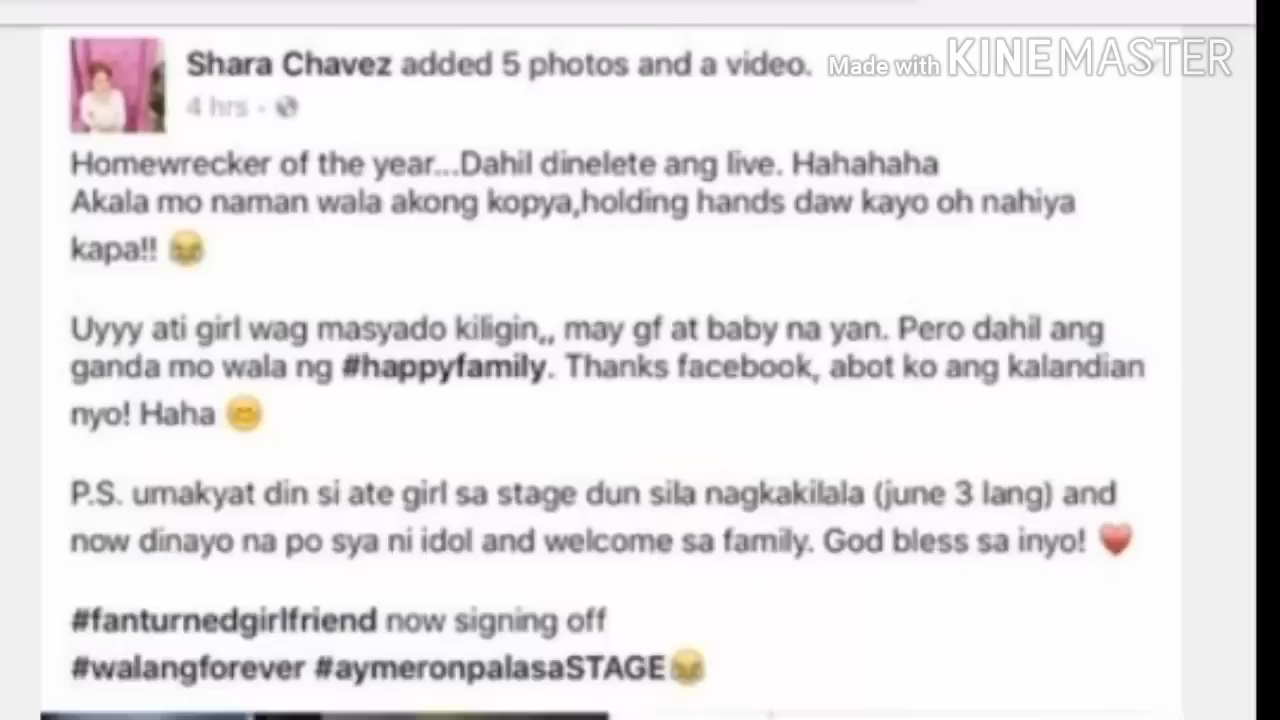 Shara Chavez added 5 photos and a video.
Made with KINEMASTER
4 hrs
Homewrecker of the year...Dahil dinelete ang live. Hahahaha
Akala mo naman wala akong kopya,holding hands daw kayo oh nahiya
kapa!! 😂
Uyyy ati girl wag masyado kiligin,, may gf at baby na yan. Pero dahil ang
ganda mo wala ng #happyfamily. Thanks facebook, abot ko ang kalandian
nyo! Haha 😊
P.S. umakyat din si ate girl sa stage dun sila nagkakilala (june 3 lang) and
now dinayo na po sya ni idol and welcome sa family. God bless sa inyo! ❤️
#fanturnedgirlfriend now signing off
#walangforever #aymeronpalasaSTAGE😂